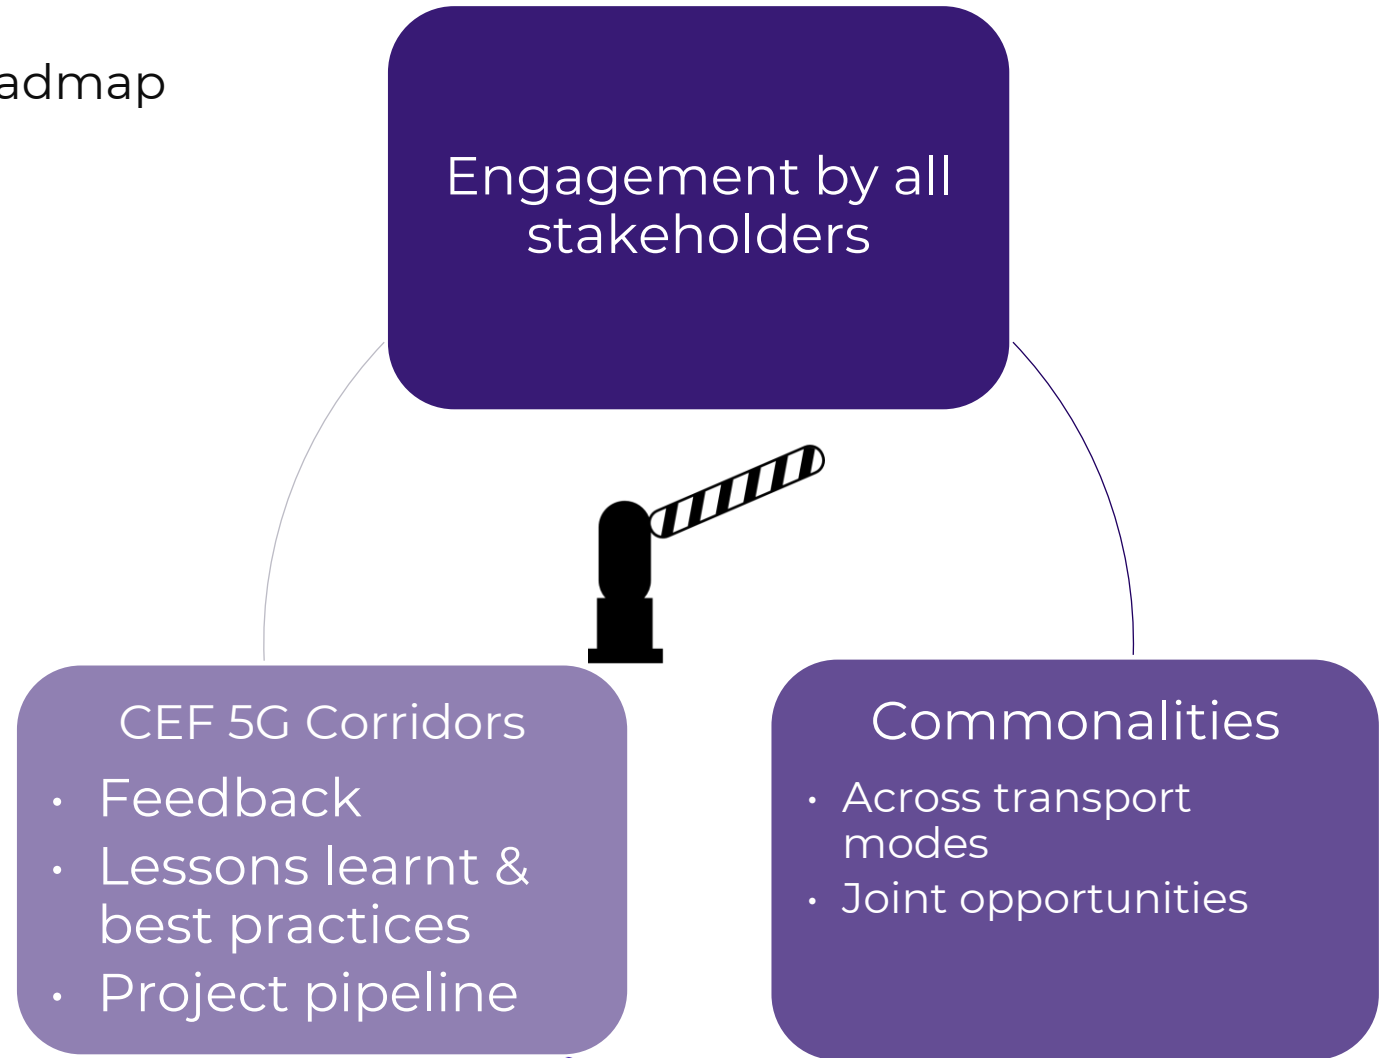 admap
Engagement by all
stakeholders
CEF 5G Corridors
• Feedback
• Lessons learnt &
best practices
• Project pipeline
Commonalities
• Across transport
modes
• Joint opportunities